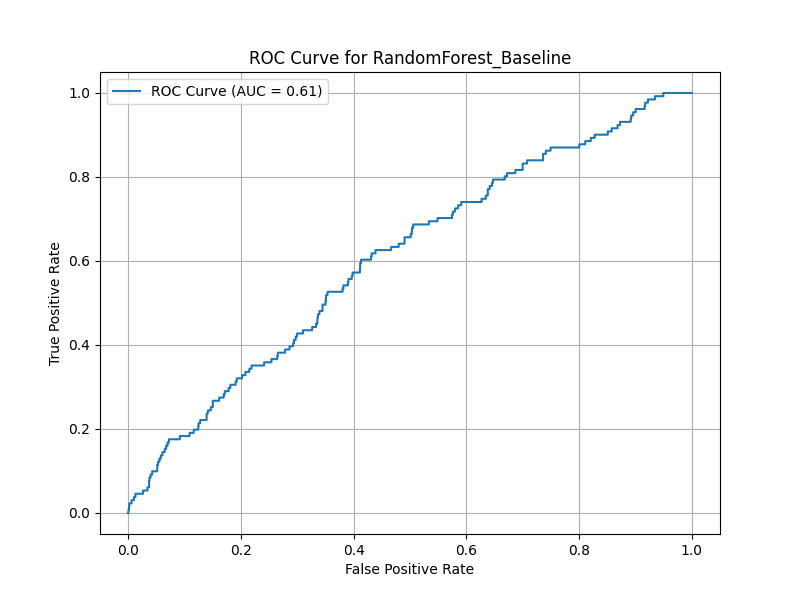 ROC Curve for RandomForest_Baseline
ROC Curve (AUC = 0.61)
True Positive Rate
1.0
0.8
0.6
0.4
0.2
0.0
0.0 0.2 0.4 0.6 0.8 1.0
False Positive Rate